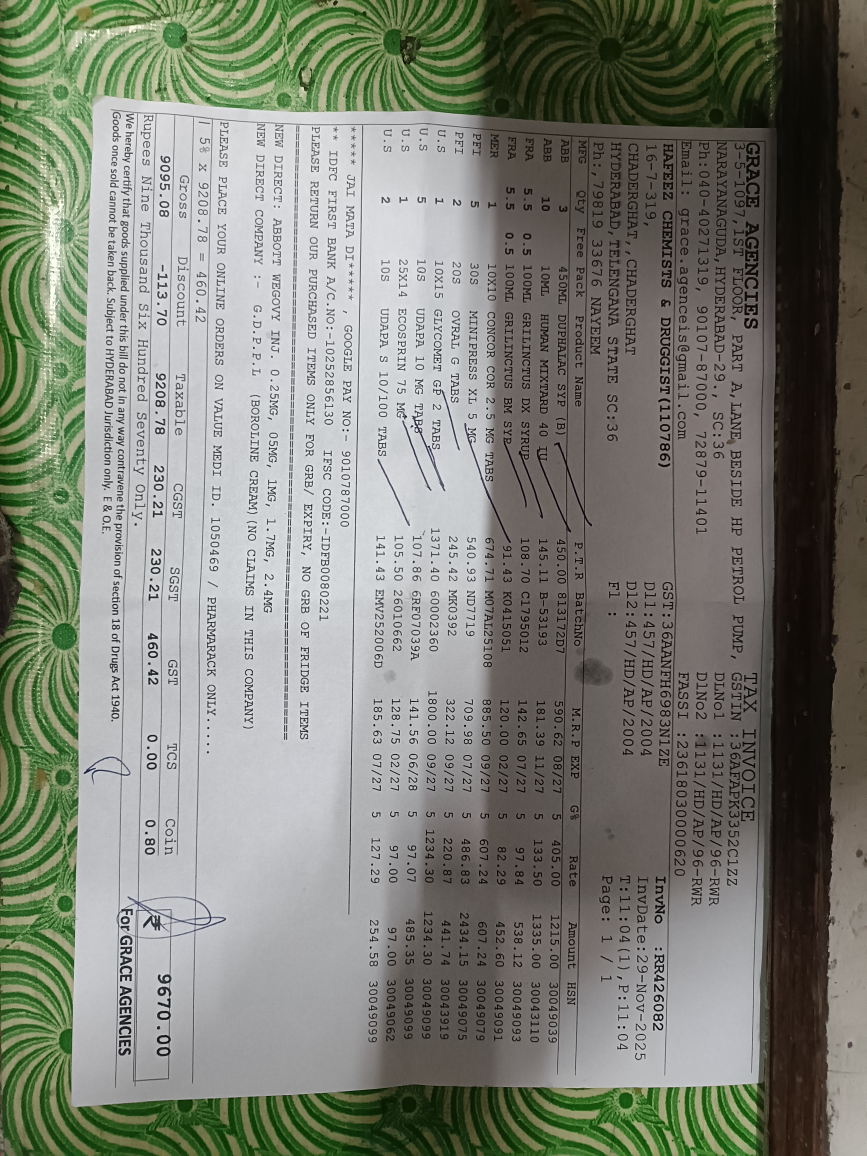 GRACE AGENCIES TAX INVOICE
3-5-1097,1ST FLOOR, PART A,LANE BESIDE HP PETROL PUMP, GSTIN :36AFAPK3352C1ZZ
NARAYANAGUDA,HYDERABAD-29., SC:36 DLNo1 :1131/HD/AP/96-RWR
Ph:040-40271319, 90107-87000, 72879-11401 DlNo2 :1131/HD/AP/96-RWR
Email: grace.agenceis@gmail.com FASSI :23618030000620
HAFEEZ CHEMISTS & DRUGGIST(110786) GST:36AANFH6983N1ZE InvNo :RR426082
16-7-319, D11:457/HD/AP/2004 InvDate:29-Nov-2025
CHADERGHAT,,CHADERGHAT D12:457/HD/AP/2004 T:11:04(1),P:11:04
HYDERABAD,TELENGANA STATE SC:36 Fl : Page: 1 / 1
Ph:,79819 33676 NAYEEM
MFG Qty Free Pack Product Name P.T.R BatchNo M.R.P EXP G% Rate Amount HSN
ABB 3 450ML DUPHALAC SYP (B) 450.00 813172D7 590.62 08/27 5 405.00 1215.00 30049039
ABB 10 10ML HUMAN MIXTARD 40 IU 145.11 B-53193 181.39 11/27 5 133.50 1335.00 30043110
FRA 5.5 0.5 100ML GRILINCTUS DX SYRUP 108.70 C1795012 142.65 07/27 5 97.84 538.12 30049093
FRA 5.5 0.5 100ML GRILINCTUS BM SYP 91.43 K0415051 120.00 02/27 5 82.29 452.60 30049091
MER 1 10X10 CONCOR COR 2.5 MG TABS 674.71 M07AL25108 885.50 09/27 5 607.24 607.24 30049079
PFI 5 30S MINIPRESS XL 5 MG 540.93 ND7719 709.98 07/27 5 486.83 2434.15 30049075
PFI 2 20S OVRAL G TABS 245.42 MK0392 322.12 09/27 5 220.87 441.74 30043919
U.S 1 10X15 GLYCOMET GP 2 TABS 1371.40 60002360 1800.00 09/27 5 1234.30 1234.30 30049099
U.S 5 10S UDAPA 10 MG TABS 107.86 6RF07039A 141.56 06/28 5 97.07 485.35 30049099
U.S 1 25X14 ECOSPRIN 75 MG 105.50 26010662 128.75 02/27 5 97.00 97.00 30049062
U.S 2 10S UDAPA S 10/100 TABS 141.43 EMV252006D 185.63 07/27 5 127.29 254.58 30049099
***** JAI MATA DI***** , GOOGLE PAY NO:- 9010787000
** IDFC FIRST BANK A/C.NO:-10252856130 IFSC CODE:-IDFB0080221
PLEASE RETURN OUR PURCHASED ITEMS ONLY FOR GRB/ EXPIRY, NO GRB OF FRIDGE ITEMS
NEW DIRECT: ABBOTT WEGOVY INJ. 0.25MG, 05MG, 1MG, 1.7MG, 2.4MG
NEW DIRECT COMPANY :- G.D.P.P.L (BOROLINE CREAM)(NO CLAIMS IN THIS COMPANY)
PLEASE PLACE YOUR ONLINE ORDERS ON VALUE MEDI ID. 1050469 / PHARMARACK ONLY.....
| 5% x 9208.78 = 460.42
Gross Discount Taxable CGST SGST GST TCS Coin
9095.08 -113.70 9208.78 230.21 230.21 460.42 0.00 0.80 ₹ 9670.00
Rupees Nine Thousand Six Hundred Seventy Only.
We hereby certify that goods supplied under this bill do not in any way contravene the provision of section 18 of Drugs Act 1940. For GRACE AGENCIES
Goods once sold cannot be taken back. Subject to HYDERABAD Jurisdiction only. E & O.E.